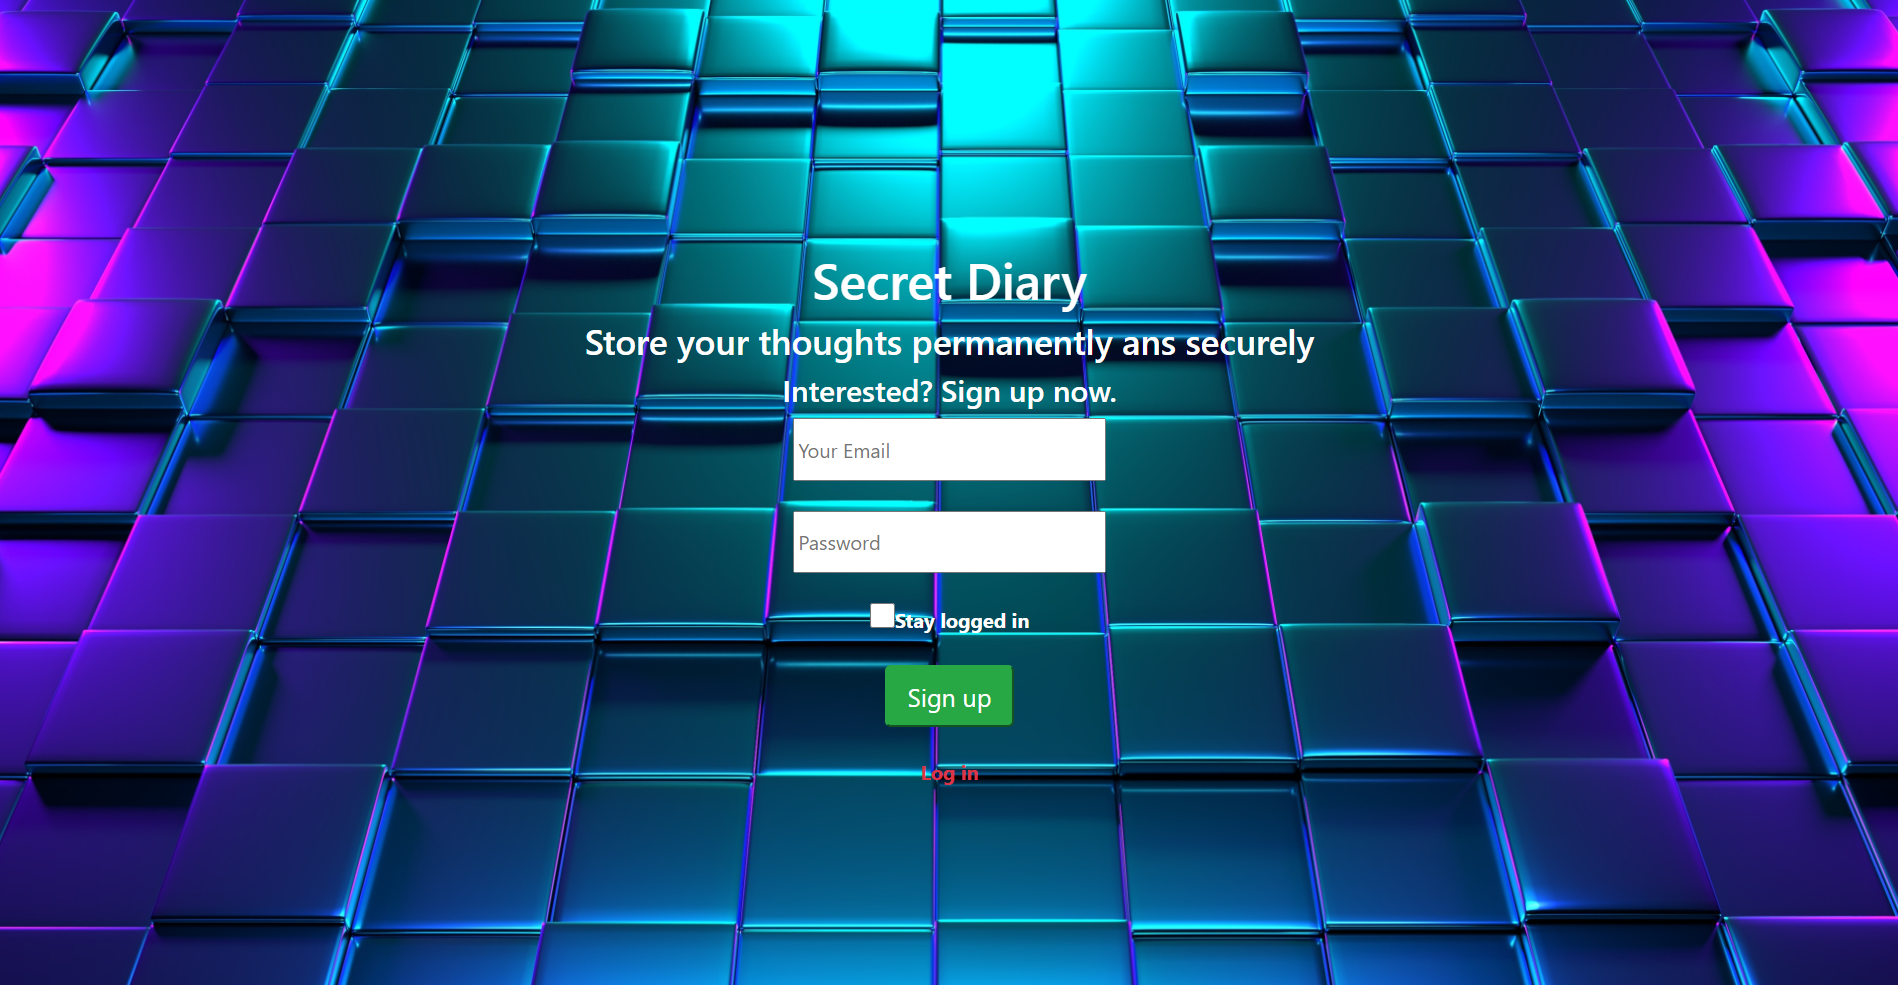 Secret Diary
Store your thoughts permanently ans securely
Interested? Sign up now.
Your Email
Password
Stay logged in
Sign up
Log in